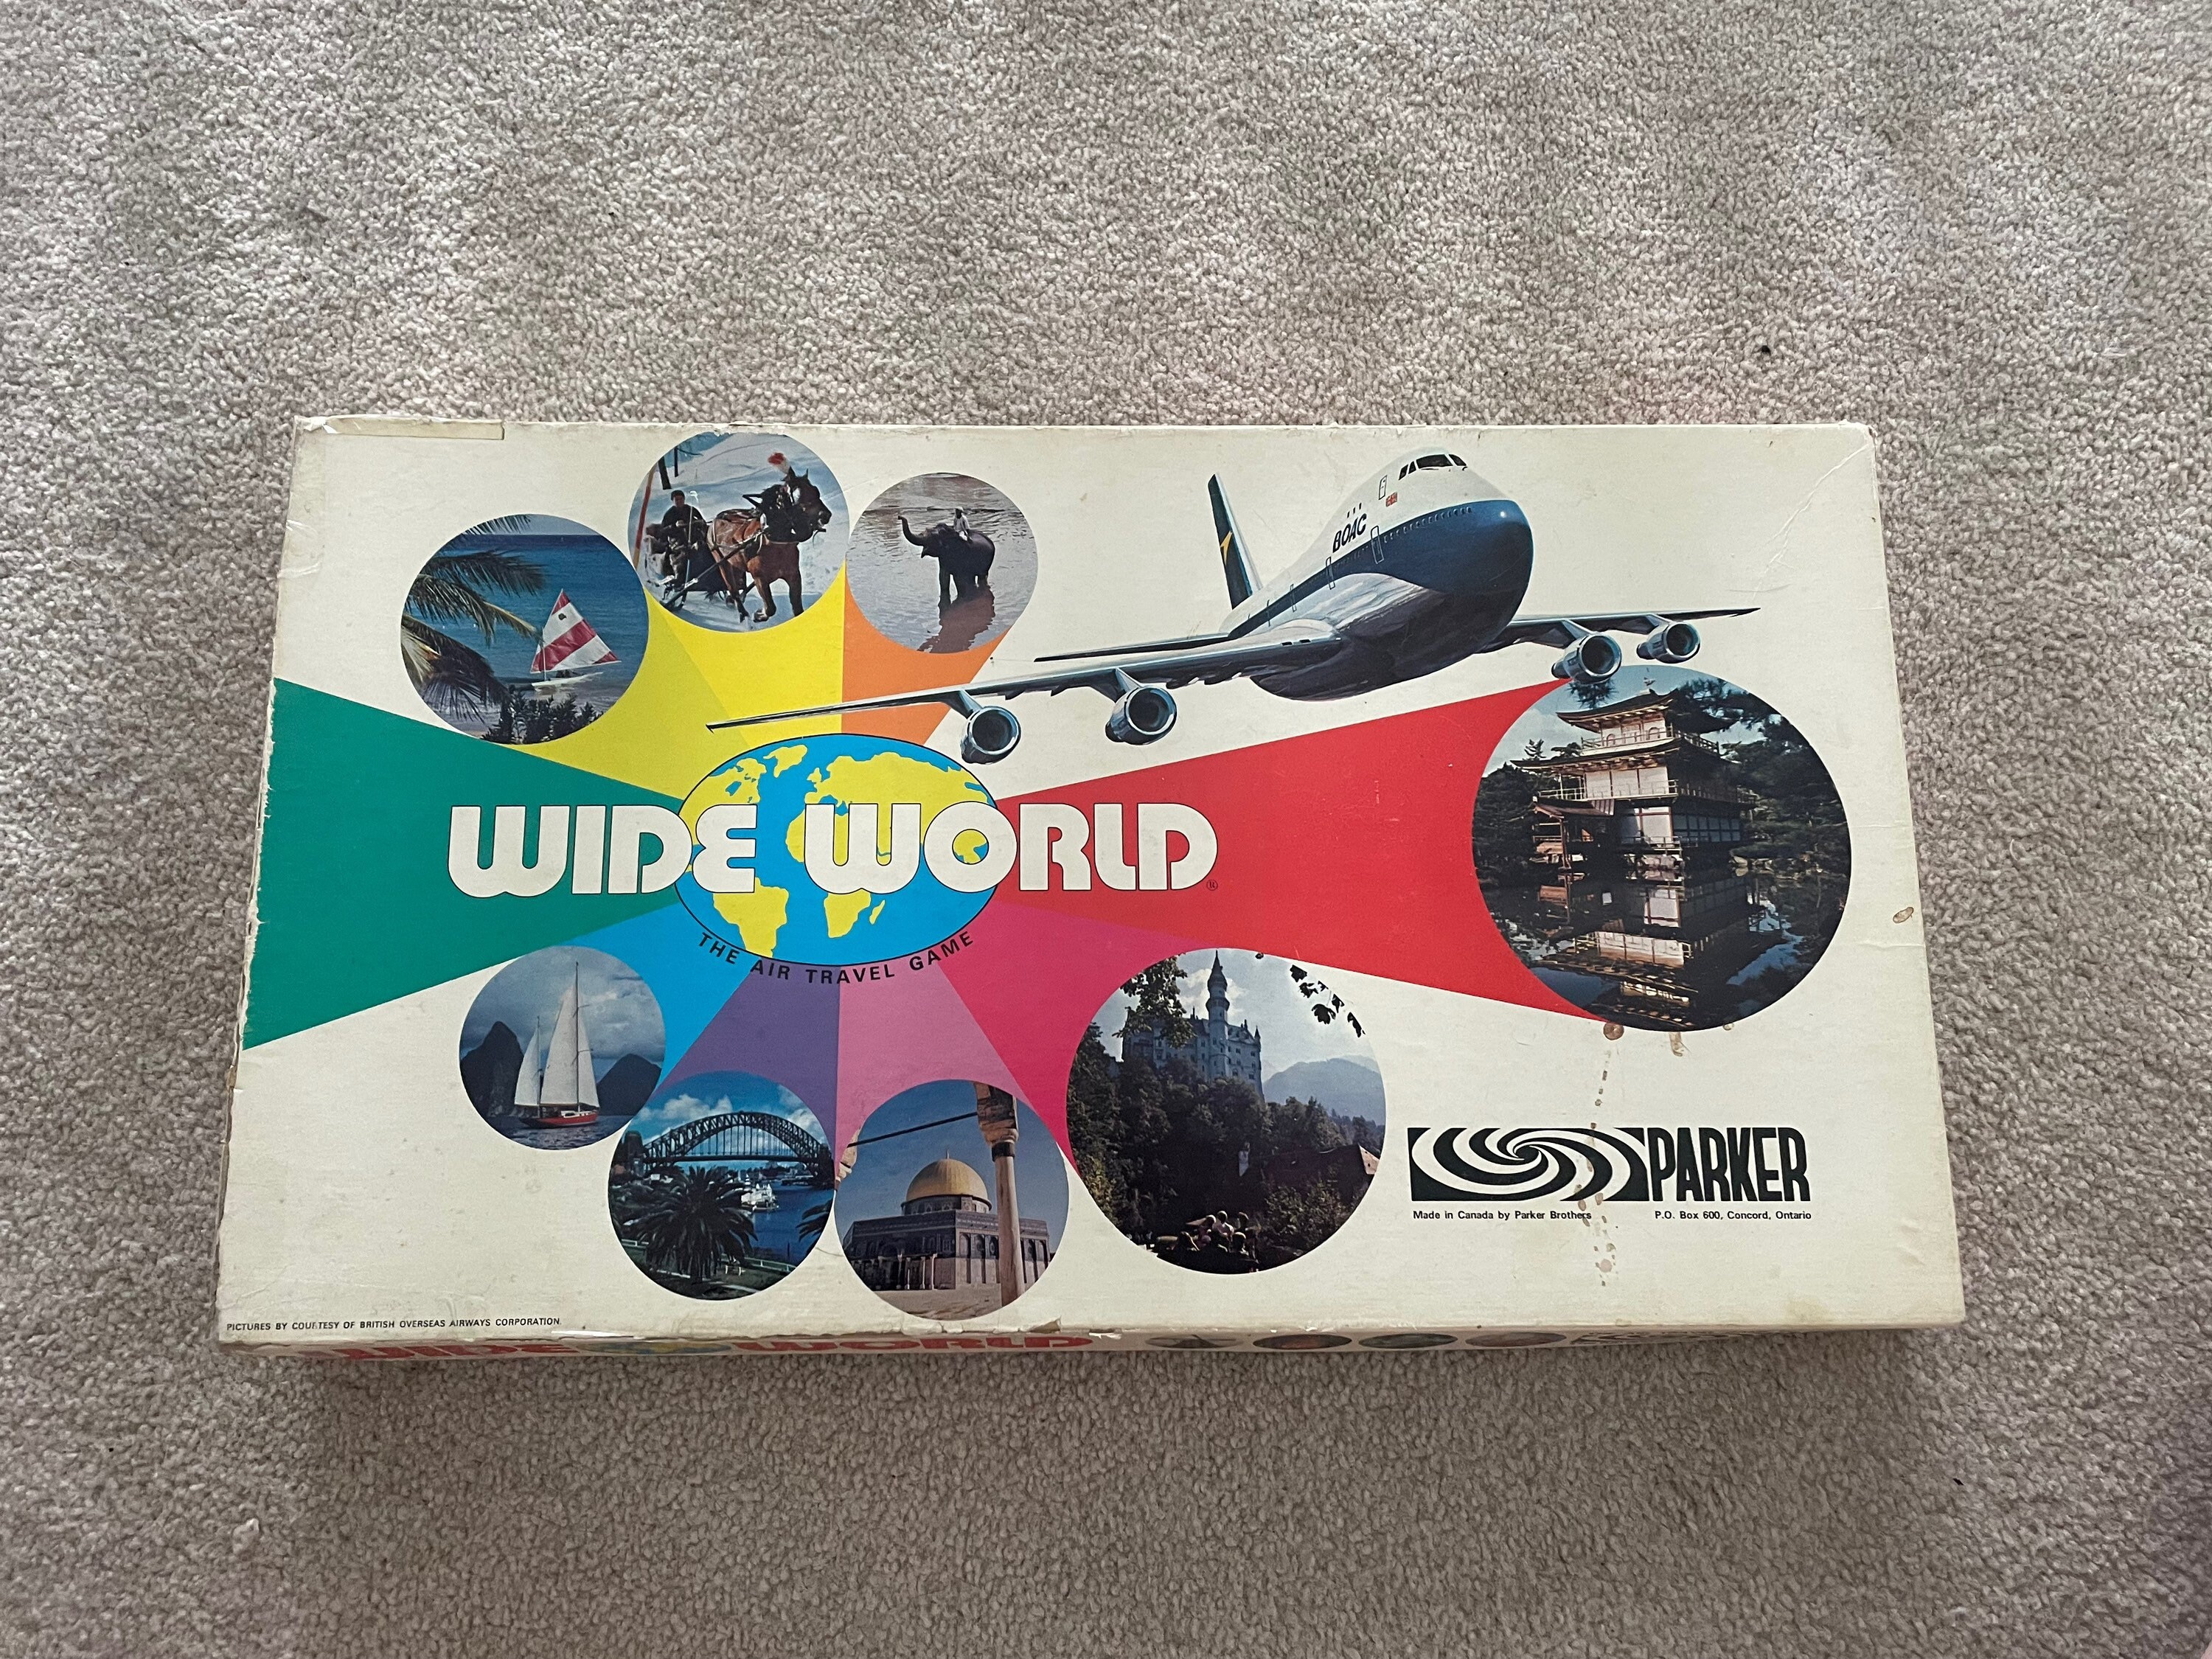 BOAC
WIDE WORLD ®
THE AIR TRAVEL GAME
PARKER
Made in Canada by Parker Brothers P.O. Box 600, Concord, Ontario
PICTURES BY COURTESY OF BRITISH OVERSEAS AIRWAYS CORPORATION.
WIDE WORLD